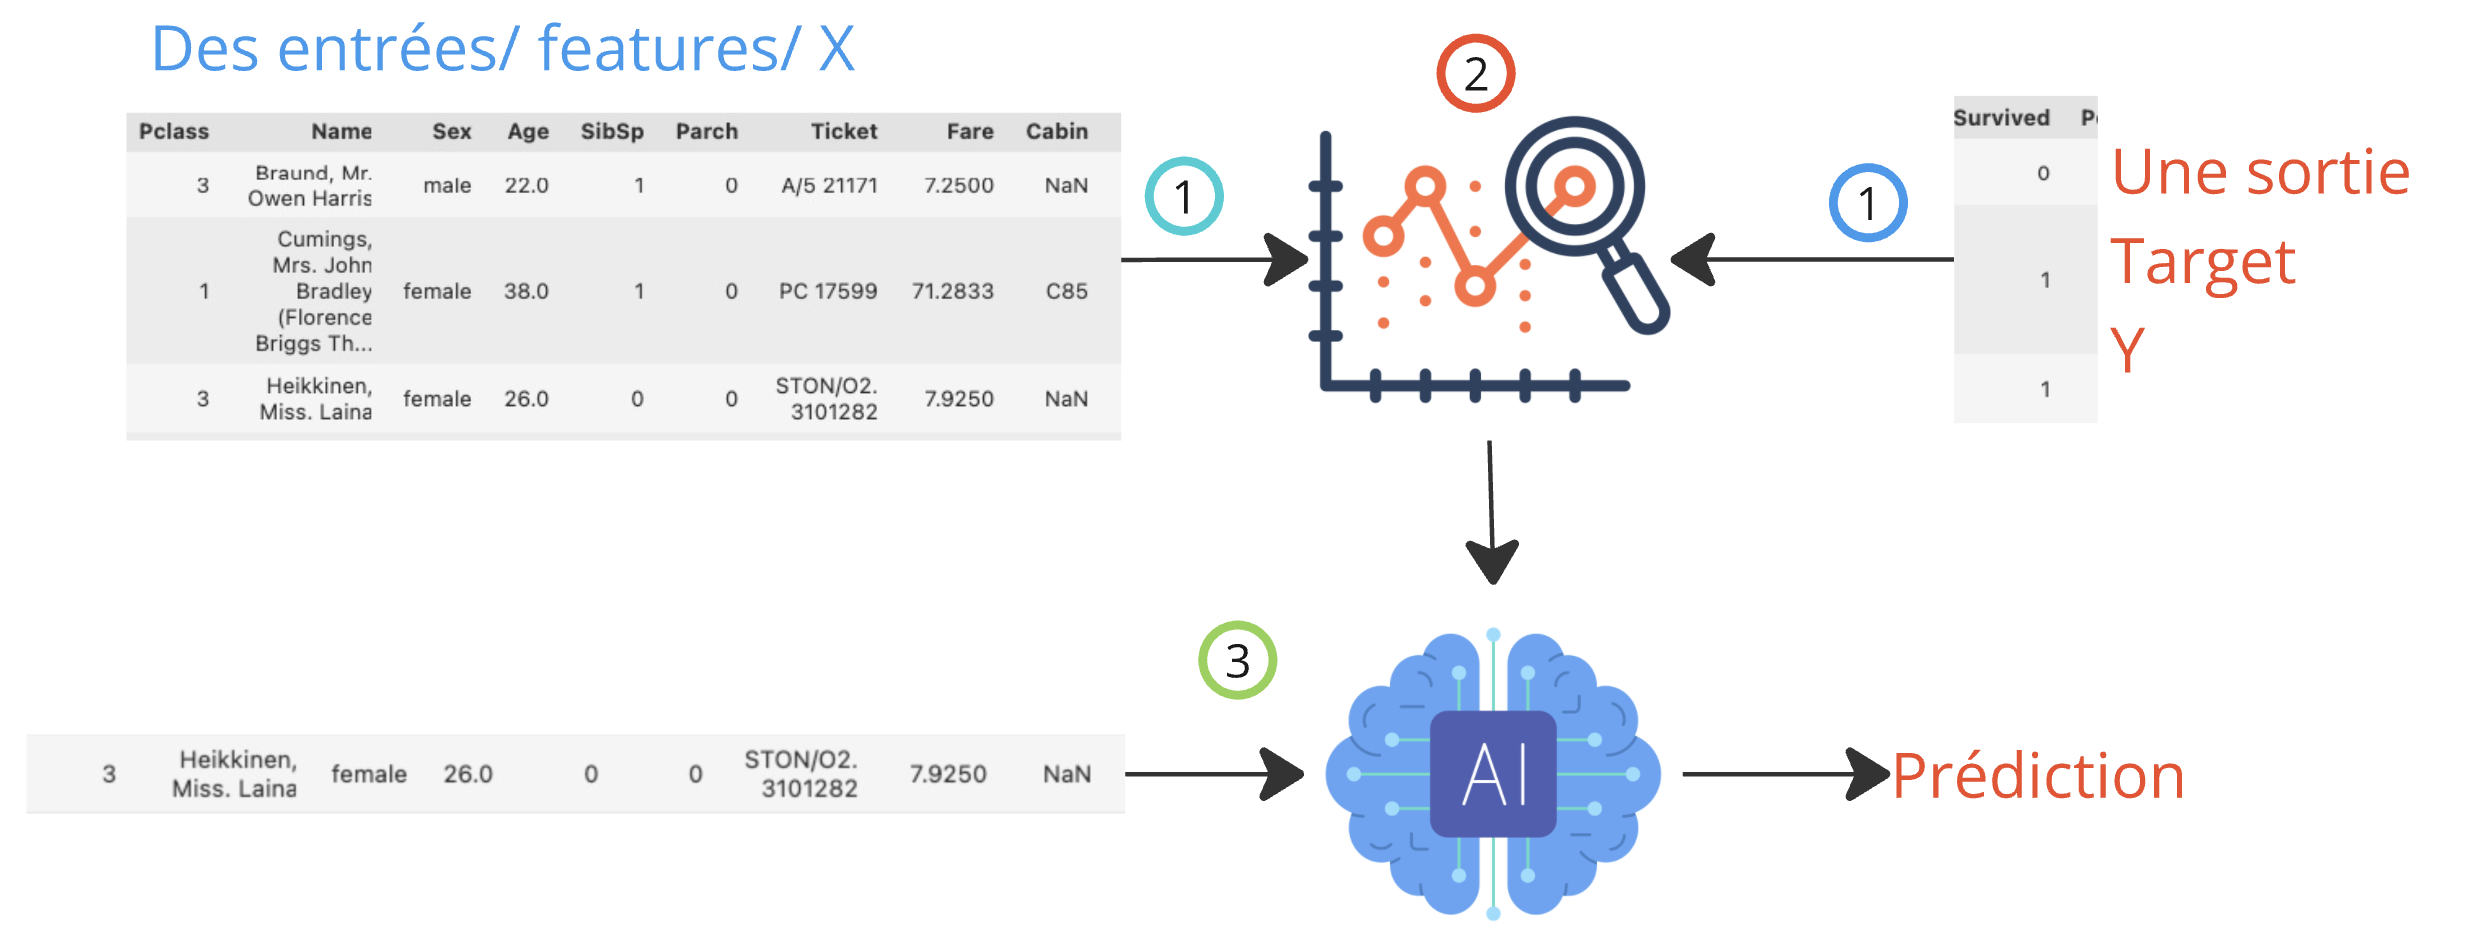 Des entrées/ features/ X
2
Pclass Name Sex Age SibSp Parch Ticket Fare Cabin
3 Braund, Mr. Owen Harris male 22.0 1 0 A/5 21171 7.2500 NaN
1 Cumings, Mrs. John Bradley (Florence Briggs Th... female 38.0 1 0 PC 17599 71.2833 C85
3 Heikkinen, Miss. Laina female 26.0 0 0 STON/O2. 3101282 7.9250 NaN
1
1
Survived
0
1
1
Une sortie
Target
Y
3
3 Heikkinen, Miss. Laina female 26.0 0 0 STON/O2. 3101282 7.9250 NaN
AI
Prédiction